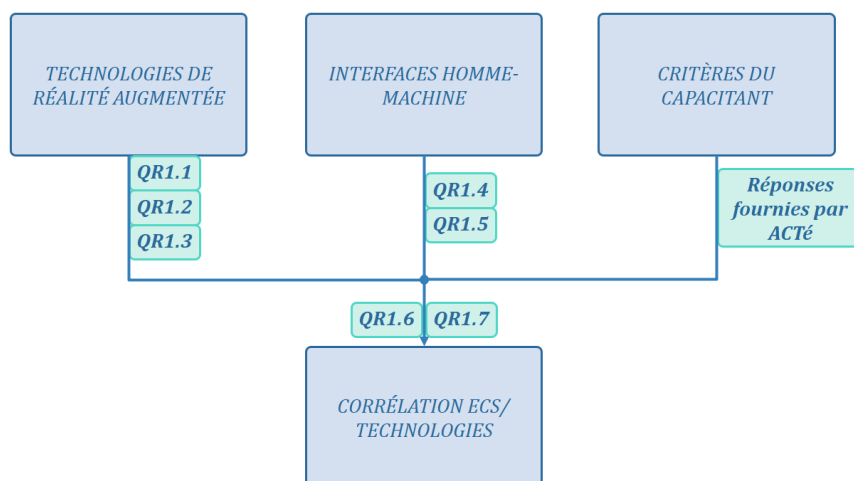 TECHNOLOGIES DE
RÉALITÉ AUGMENTÉE
INTERFACES HOMME-
MACHINE
CRITÈRES DU
CAPACITANT
QR1.1
QR1.2
QR1.3
QR1.4
QR1.5
Réponses
fournies par
ACTé
QR1.6
QR1.7
CORRÉLATION ECS/
TECHNOLOGIES